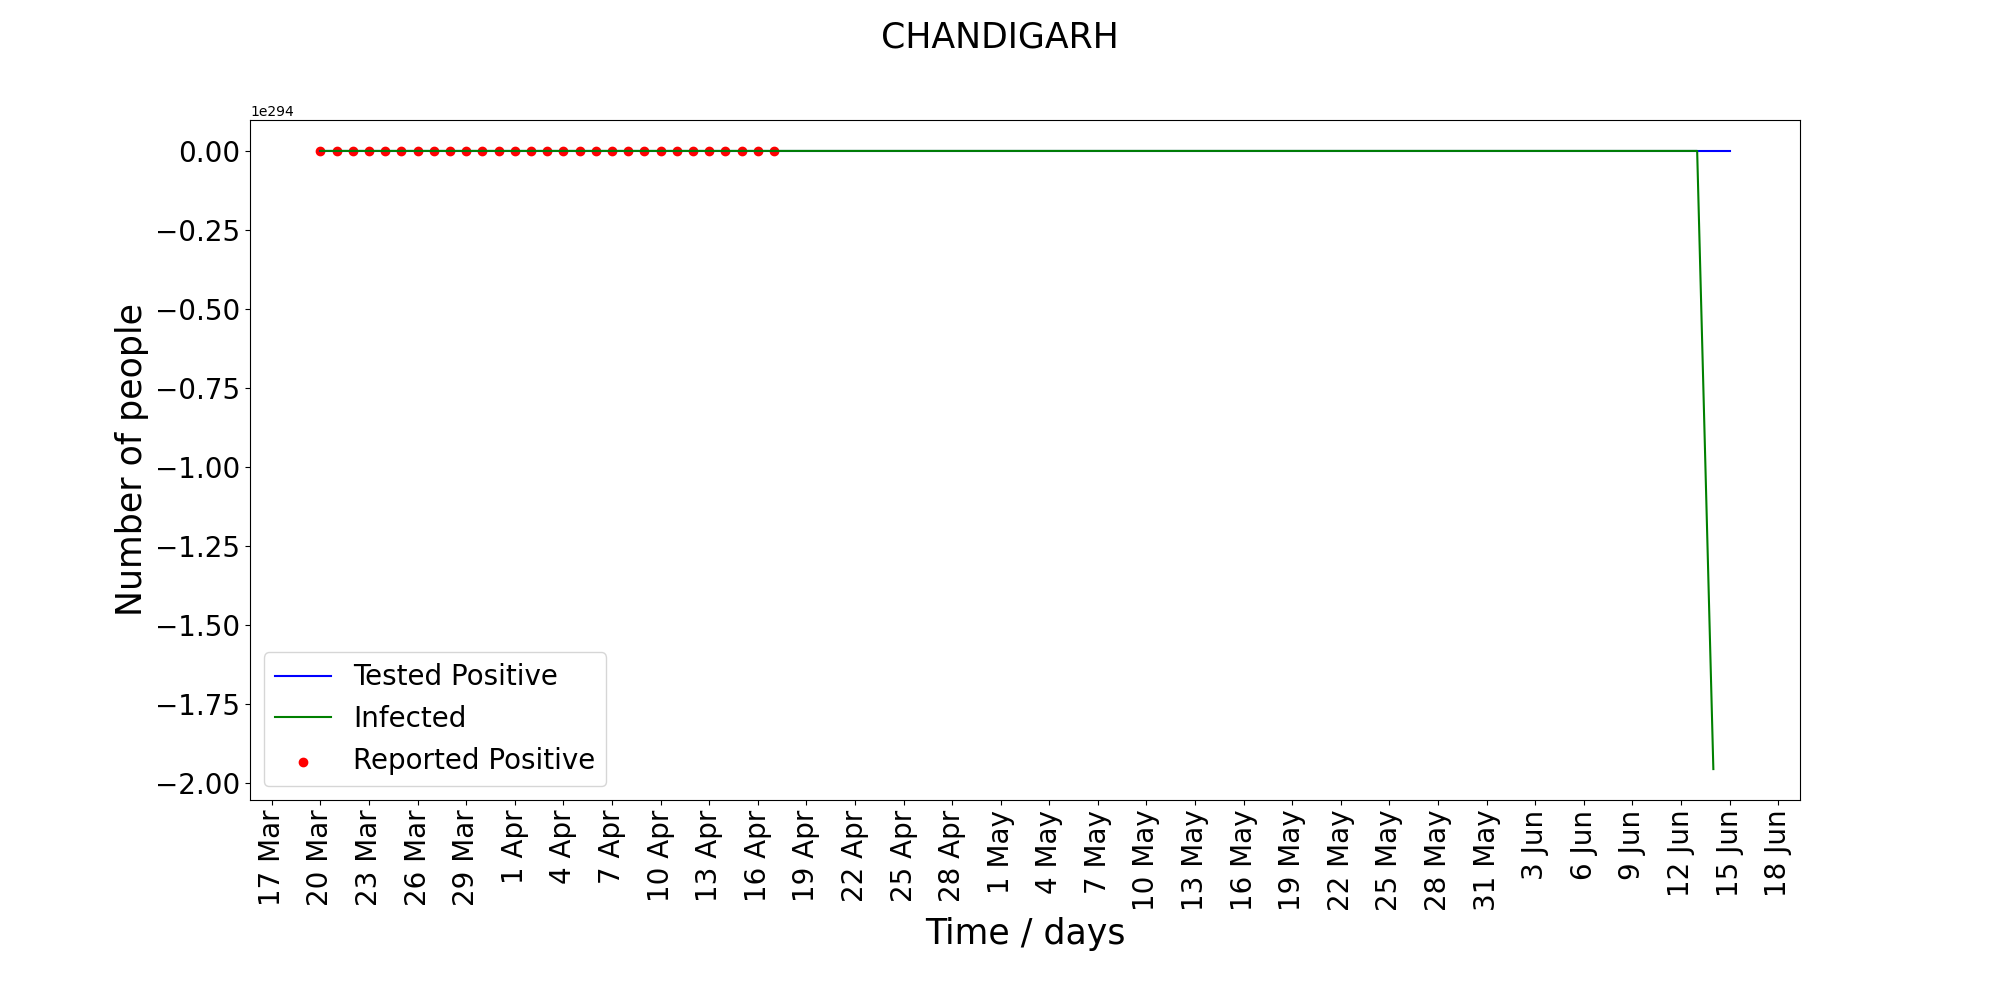 CHANDIGARH
1e294
0.00
−0.25
−0.50
−0.75
−1.00
−1.25
−1.50
−1.75
−2.00
Number of people
Tested Positive
Infected
Reported Positive
17 Mar
20 Mar
23 Mar
26 Mar
29 Mar
1 Apr
4 Apr
7 Apr
10 Apr
13 Apr
16 Apr
19 Apr
22 Apr
25 Apr
28 Apr
1 May
4 May
7 May
10 May
13 May
16 May
19 May
22 May
25 May
28 May
31 May
3 Jun
6 Jun
9 Jun
12 Jun
15 Jun
18 Jun
Time / days